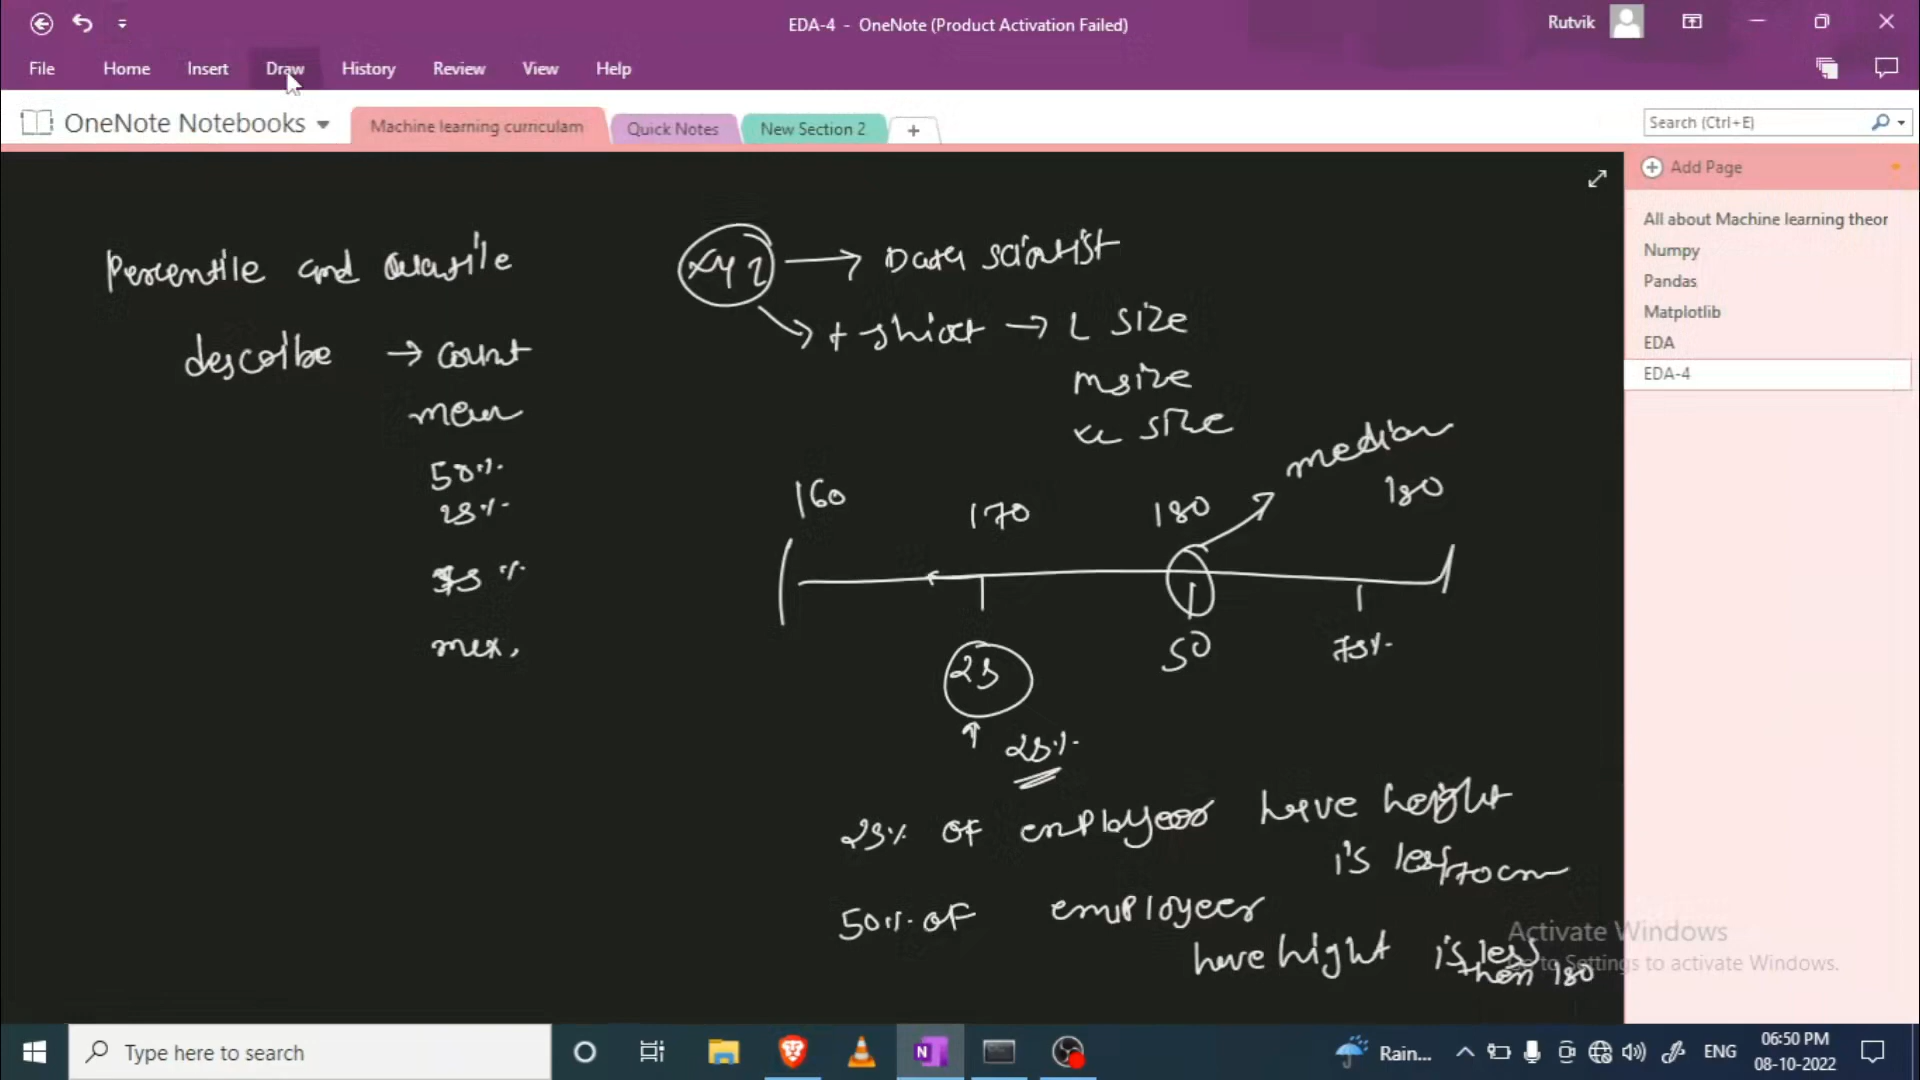 EDA-4 - OneNote (Product Activation Failed)
Rutvik
File Home Insert Draw History Review View Help
OneNote Notebooks
Machine learning curriculam
Quick Notes
New Section 2
Search (Ctrl+E)
Add Page
All about Machine learning theor
Numpy
Pandas
Matplotlib
EDA
EDA-4
Percentile and Quantile
describe → count
mean
50%
25%
75%
max.
xyz → Data scientist
→ t shirt → L size
m size
XL size
median
160 170 180 180
25 50 75%
25%
25% of employees have height
is less 170cm
50% of employees
have hight is less
then 180
Activate Windows
Go to Settings to activate Windows.
Type here to search
Rain...
ENG
06:50 PM
08-10-2022